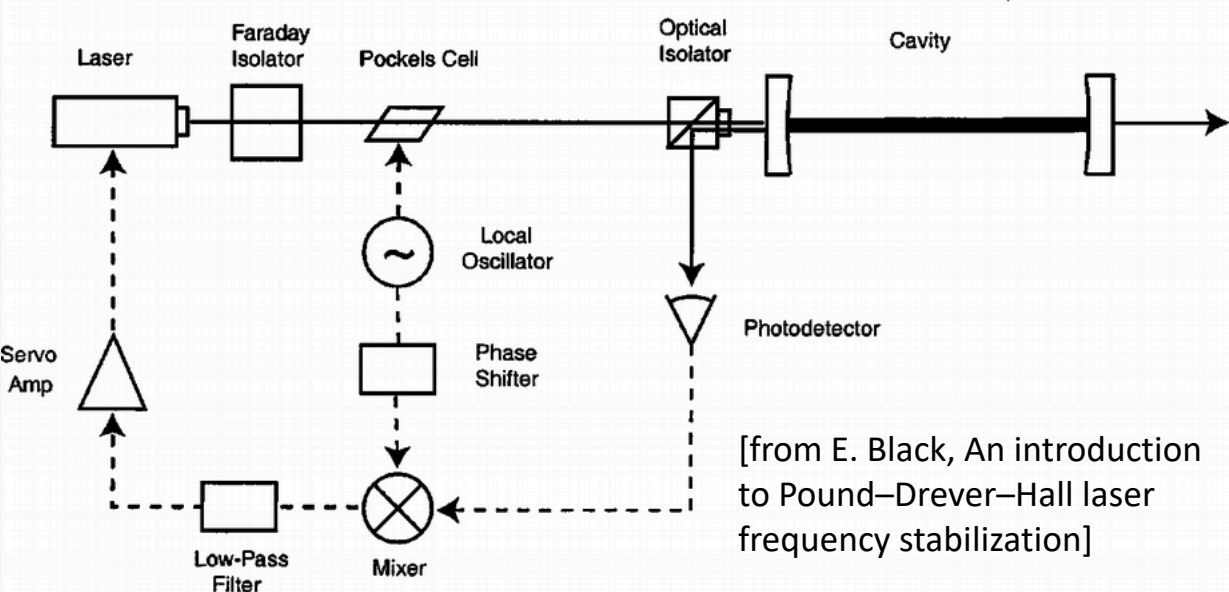 Laser
Faraday
Isolator
Pockels Cell
Optical
Isolator
Cavity
~
Local
Oscillator
Photodetector
Servo
Amp
Phase
Shifter
Low-Pass
Filter
Mixer
[from E. Black, An introduction
to Pound–Drever–Hall laser
frequency stabilization]